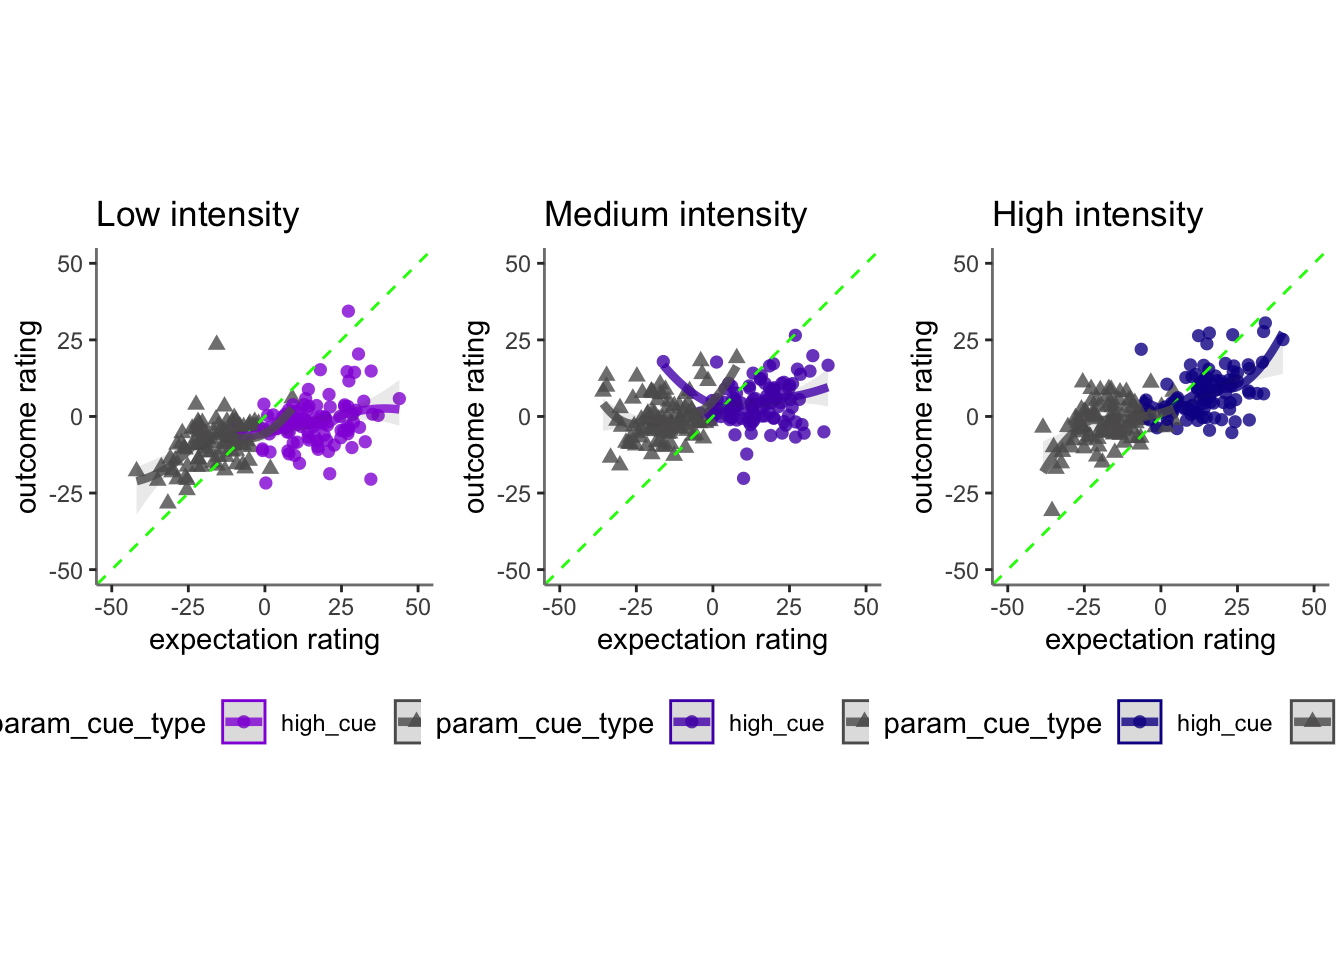 Low intensity
50
25
0
-25
-50
outcome rating
-50 -25 0 25 50
expectation rating
Medium intensity
50
25
0
-25
-50
outcome rating
-50 -25 0 25 50
expectation rating
High intensity
50
25
0
-25
-50
outcome rating
-50 -25 0 25 50
expectation rating
param_cue_type high_cue
param_cue_type high_cue
param_cue_type high_cue